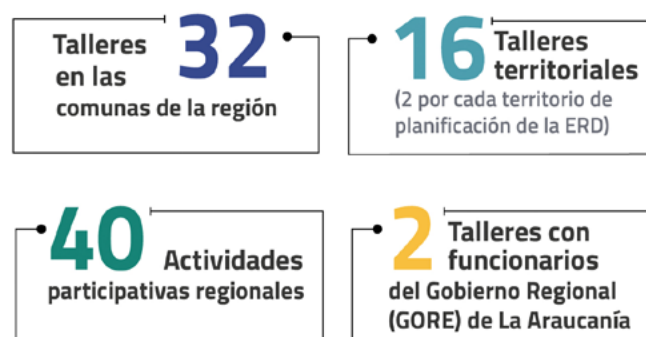 Talleres 32
en las
comunas de la región
16 Talleres
territoriales
(2 por cada territorio de
planificación de la ERD)
40 Actividades
participativas regionales
2 Talleres con
funcionarios
del Gobierno Regional
(GORE) de La Araucanía